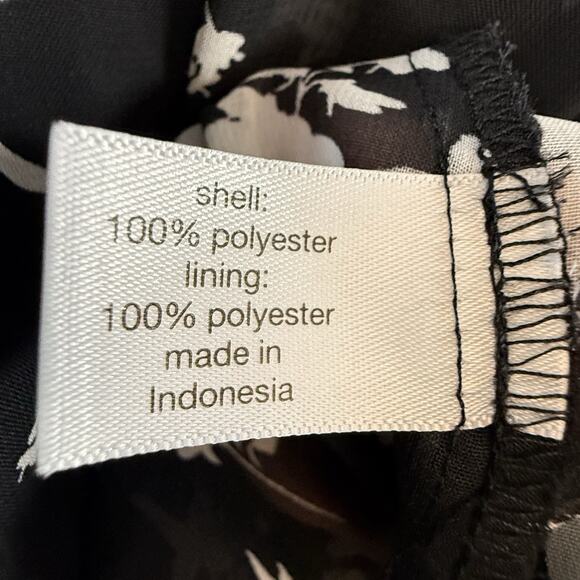 shell:
100% polyester
lining:
100% polyester
made in
Indonesia